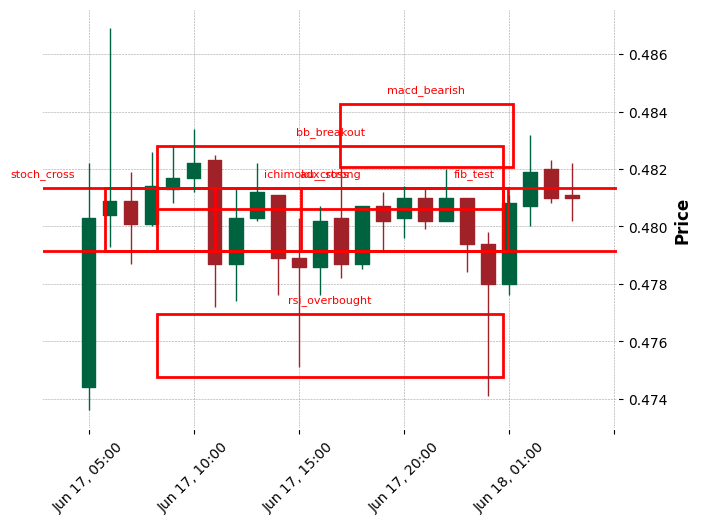 macd_bearish
bb_breakout
stoch_cross
fib_test
rsi_overbought
0.486
0.484
0.482
0.480
0.478
0.476
0.474
Price
Jun 17, 05:00
Jun 17, 10:00
Jun 17, 15:00
Jun 17, 20:00
Jun 18, 01:00